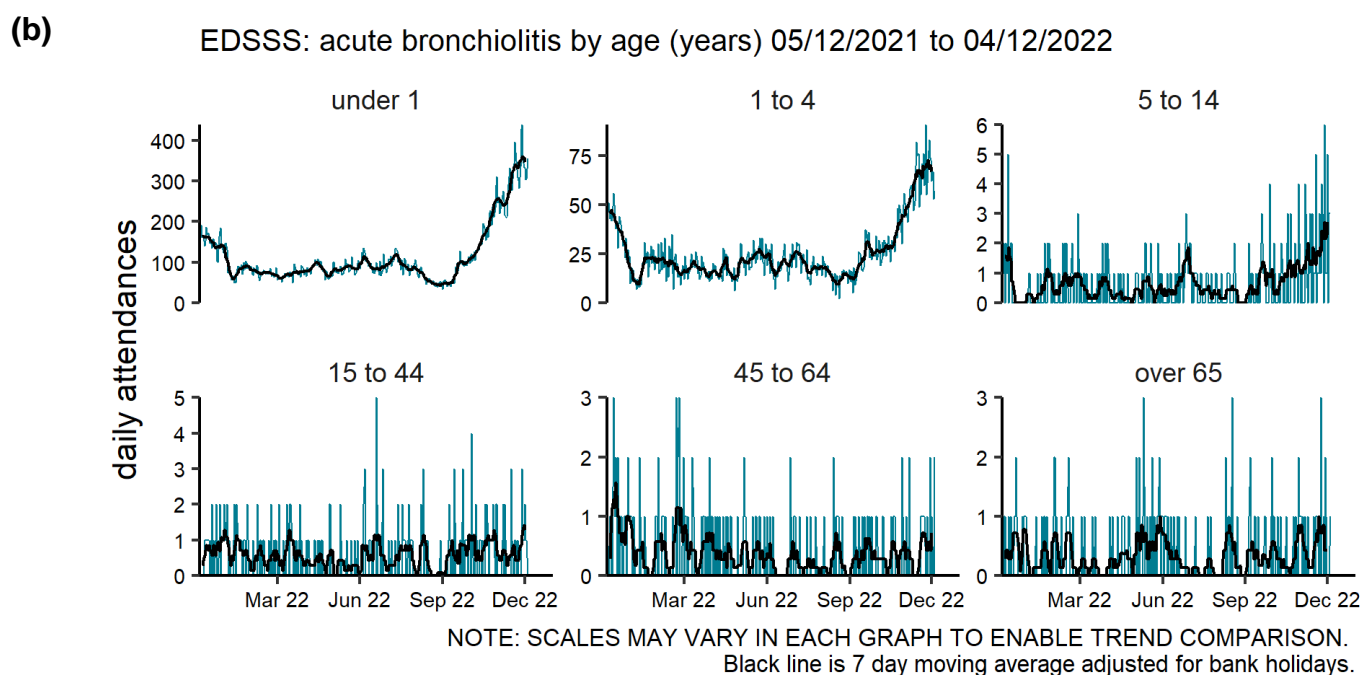 (b)
EDSSS: acute bronchiolitis by age (years) 05/12/2021 to 04/12/2022
daily attendances
under 1
400
300
200
100
0
1 to 4
75
50
25
0
5 to 14
6
5
4
3
2
1
0
15 to 44
5
4
3
2
1
0
Mar 22 Jun 22 Sep 22 Dec 22
45 to 64
3
2
1
0
Mar 22 Jun 22 Sep 22 Dec 22
over 65
3
2
1
0
Mar 22 Jun 22 Sep 22 Dec 22
NOTE: SCALES MAY VARY IN EACH GRAPH TO ENABLE TREND COMPARISON.
Black line is 7 day moving average adjusted for bank holidays.